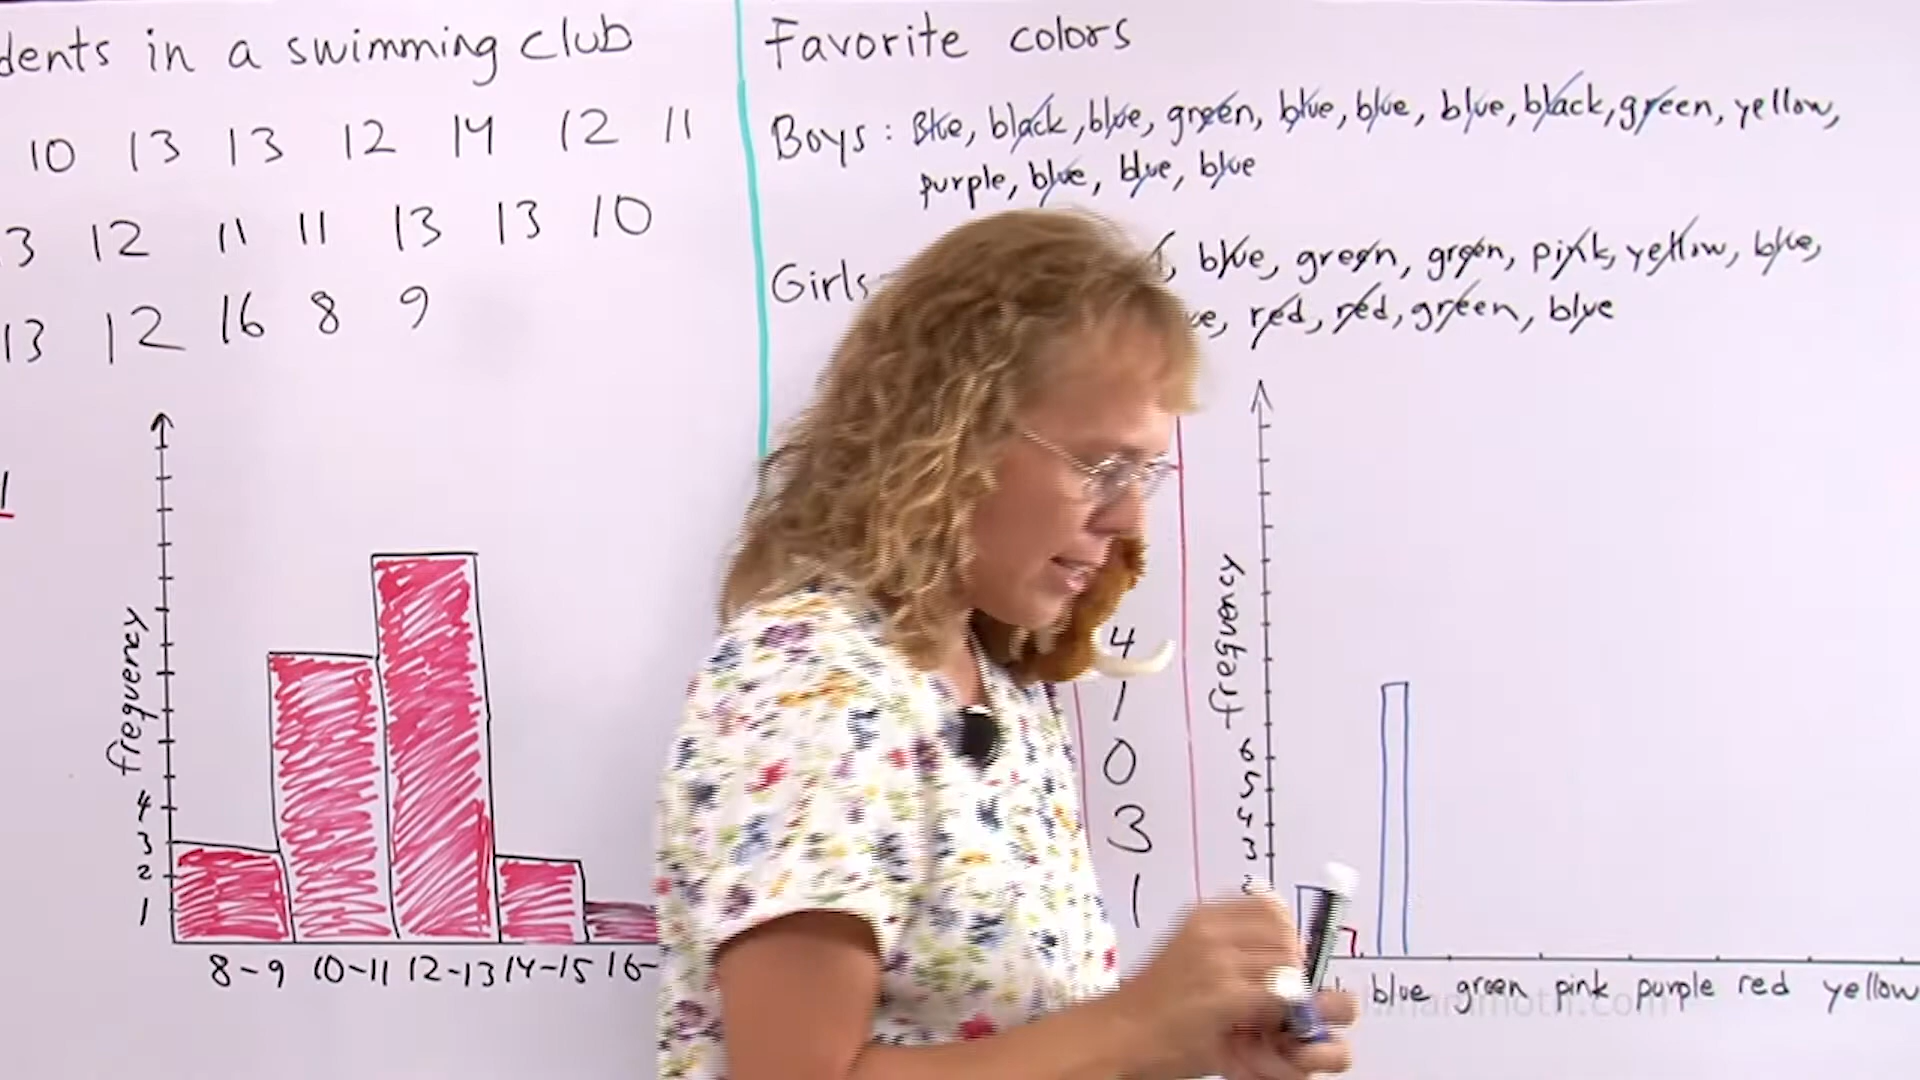 dents in a swimming club
10 13 13 12 14 12 11
3 12 11 11 13 13 10
13 12 16 8 9
frequency
4
3
2
1
8-9 10-11 12-13 14-15 16-
Favorite colors
Boys: Blue, black, blue, green, blue, blue, blue, black, green, yellow,
purple, blue, blue, blue
Girls
blue, green, green, pink, yellow, blue,
red, red, green, blue
4
1
0
3
1
frequency
6
5
4
3
2
blue green pink purple red yellow